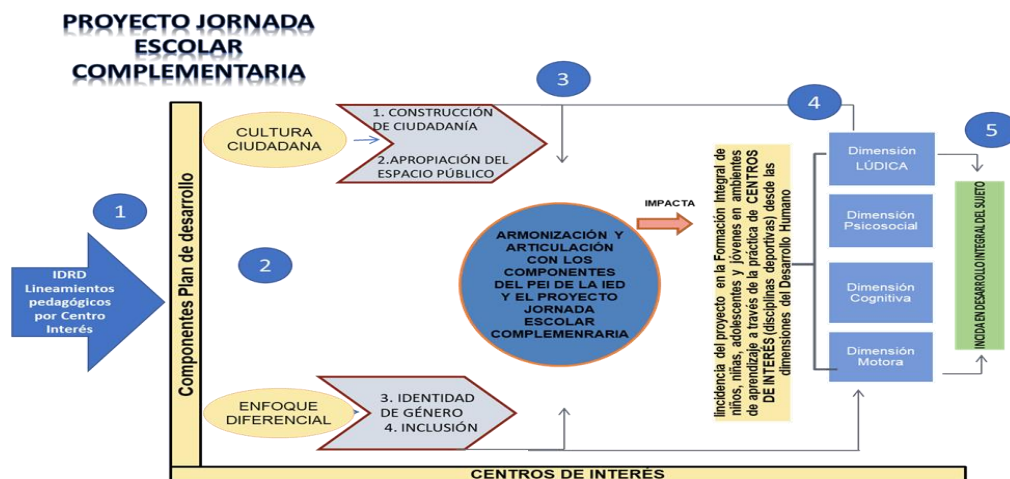 PROYECTO JORNADA
ESCOLAR
COMPLEMENTARIA
1
IDRD
Lineamientos
pedagógicos
por Centro
Interés
Componentes Plan de desarrollo
2
CULTURA
CIUDADANA
1. CONSTRUCCIÓN
DE CIUDADANÍA
2.APROPIACIÓN DEL
ESPACIO PÚBLICO
ENFOQUE
DIFERENCIAL
3. IDENTIDAD
DE GÉNERO
4. INCLUSIÓN
3
ARMONIZACIÓN Y
ARTICULACIÓN
CON LOS
COMPONENTES
DEL PEI DE LA IED
Y EL PROYECTO
JORNADA
ESCOLAR
COMPLEMENRARIA
IMPACTA
Iincidencia del proyecto en la Formación Integral de
niños, niñas, adolescentes y jóvenes en ambientes
de aprendizaje a través de la práctica de CENTROS
DE INTERÉS (disciplinas deportivas) desde las
dimensiones del Desarrollo Humano
4
Dimensión
LÚDICA
Dimensión
Psicosocial
Dimensión
Cognitiva
Dimensión
Motora
5
INCIDA EN DESARROLLO INTEGRAL DEL SUJETO
CENTROS DE INTERÉS